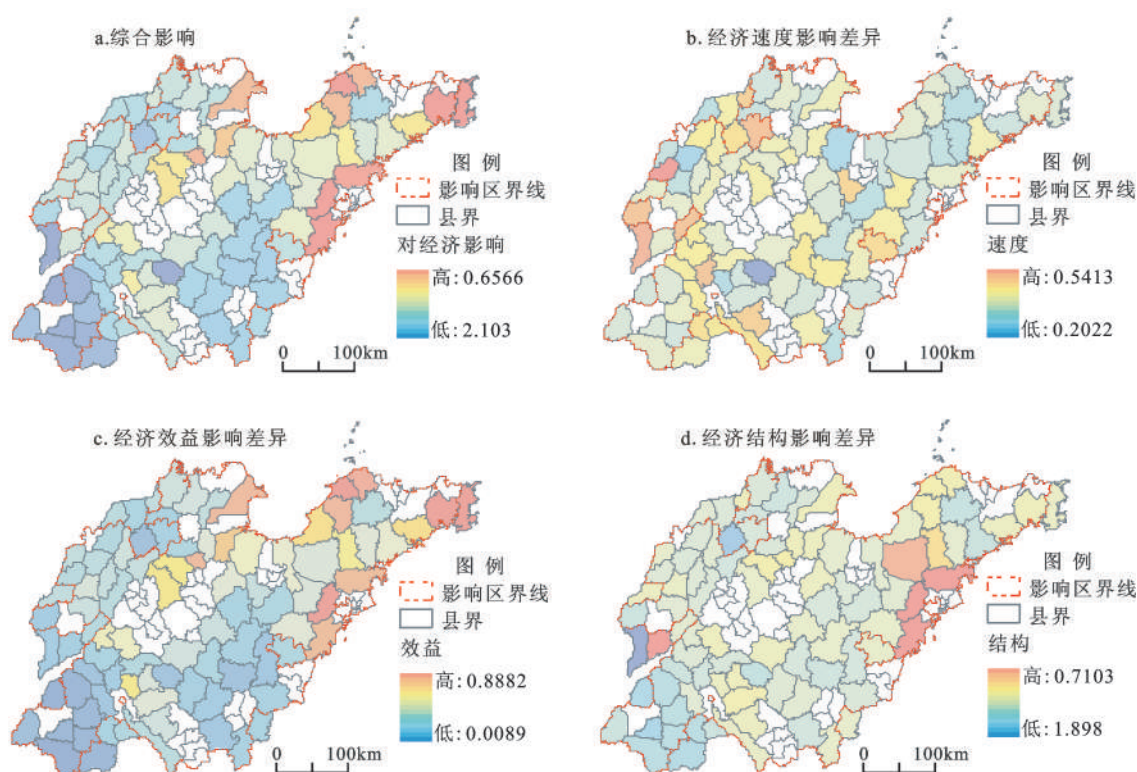 a.综合影响
图 例
影响区界线
县界
对经济影响
高:0.6566
低:2.103
0 100km
b.经济速度影响差异
图 例
影响区界线
县界
速度
高:0.5413
低:0.2022
0 100km
c.经济效益影响差异
图 例
影响区界线
县界
效益
高:0.8882
低:0.0089
0 100km
d.经济结构影响差异
图 例
影响区界线
县界
结构
高:0.7103
低:1.898
0 100km